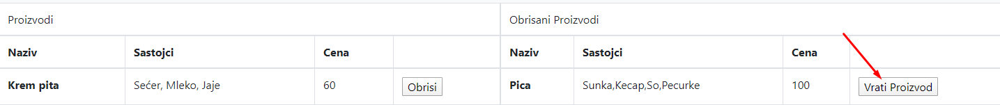 Proizvodi Obrisani Proizvodi
Naziv Sastojci Cena Naziv Sastojci Cena
Krem pita Sećer, Mleko, Jaje 60 Obrisi Pica Sunka,Kecap,So,Pecurke 100 Vrati Proizvod